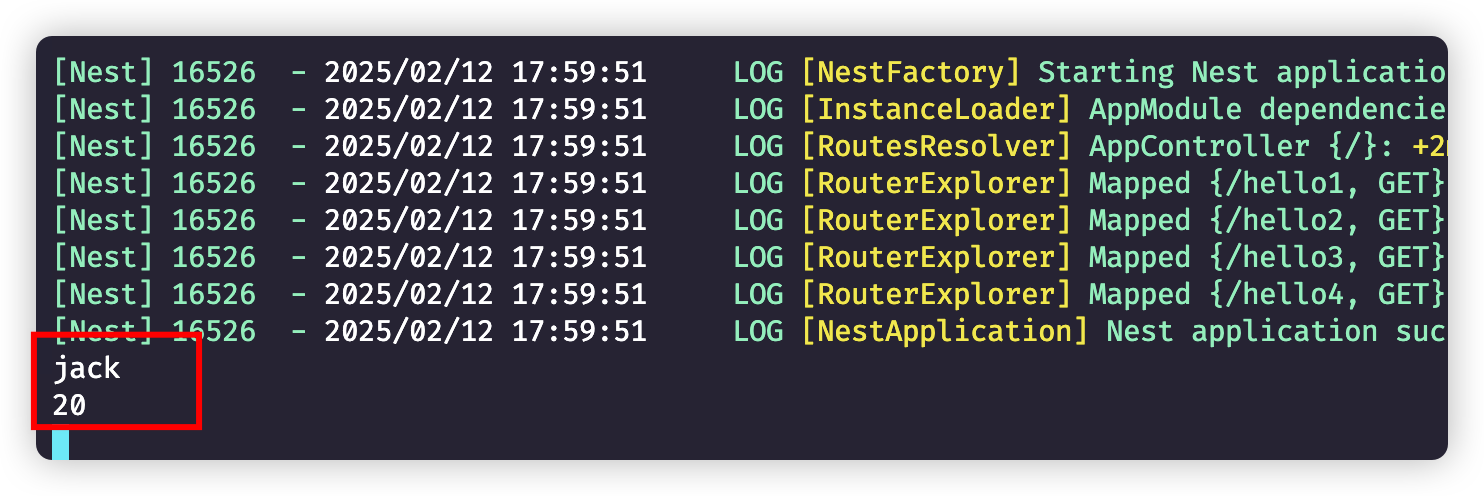 [Nest] 16526  - 2025/02/12 17:59:51     LOG [NestFactory] Starting Nest applicatio
[Nest] 16526  - 2025/02/12 17:59:51     LOG [InstanceLoader] AppModule dependencie
[Nest] 16526  - 2025/02/12 17:59:51     LOG [RoutesResolver] AppController {/}: +2
[Nest] 16526  - 2025/02/12 17:59:51     LOG [RouterExplorer] Mapped {/hello1, GET}
[Nest] 16526  - 2025/02/12 17:59:51     LOG [RouterExplorer] Mapped {/hello2, GET}
[Nest] 16526  - 2025/02/12 17:59:51     LOG [RouterExplorer] Mapped {/hello3, GET}
[Nest] 16526  - 2025/02/12 17:59:51     LOG [RouterExplorer] Mapped {/hello4, GET}
[Nest] 16526  - 2025/02/12 17:59:51     LOG [NestApplication] Nest application suc
jack
20